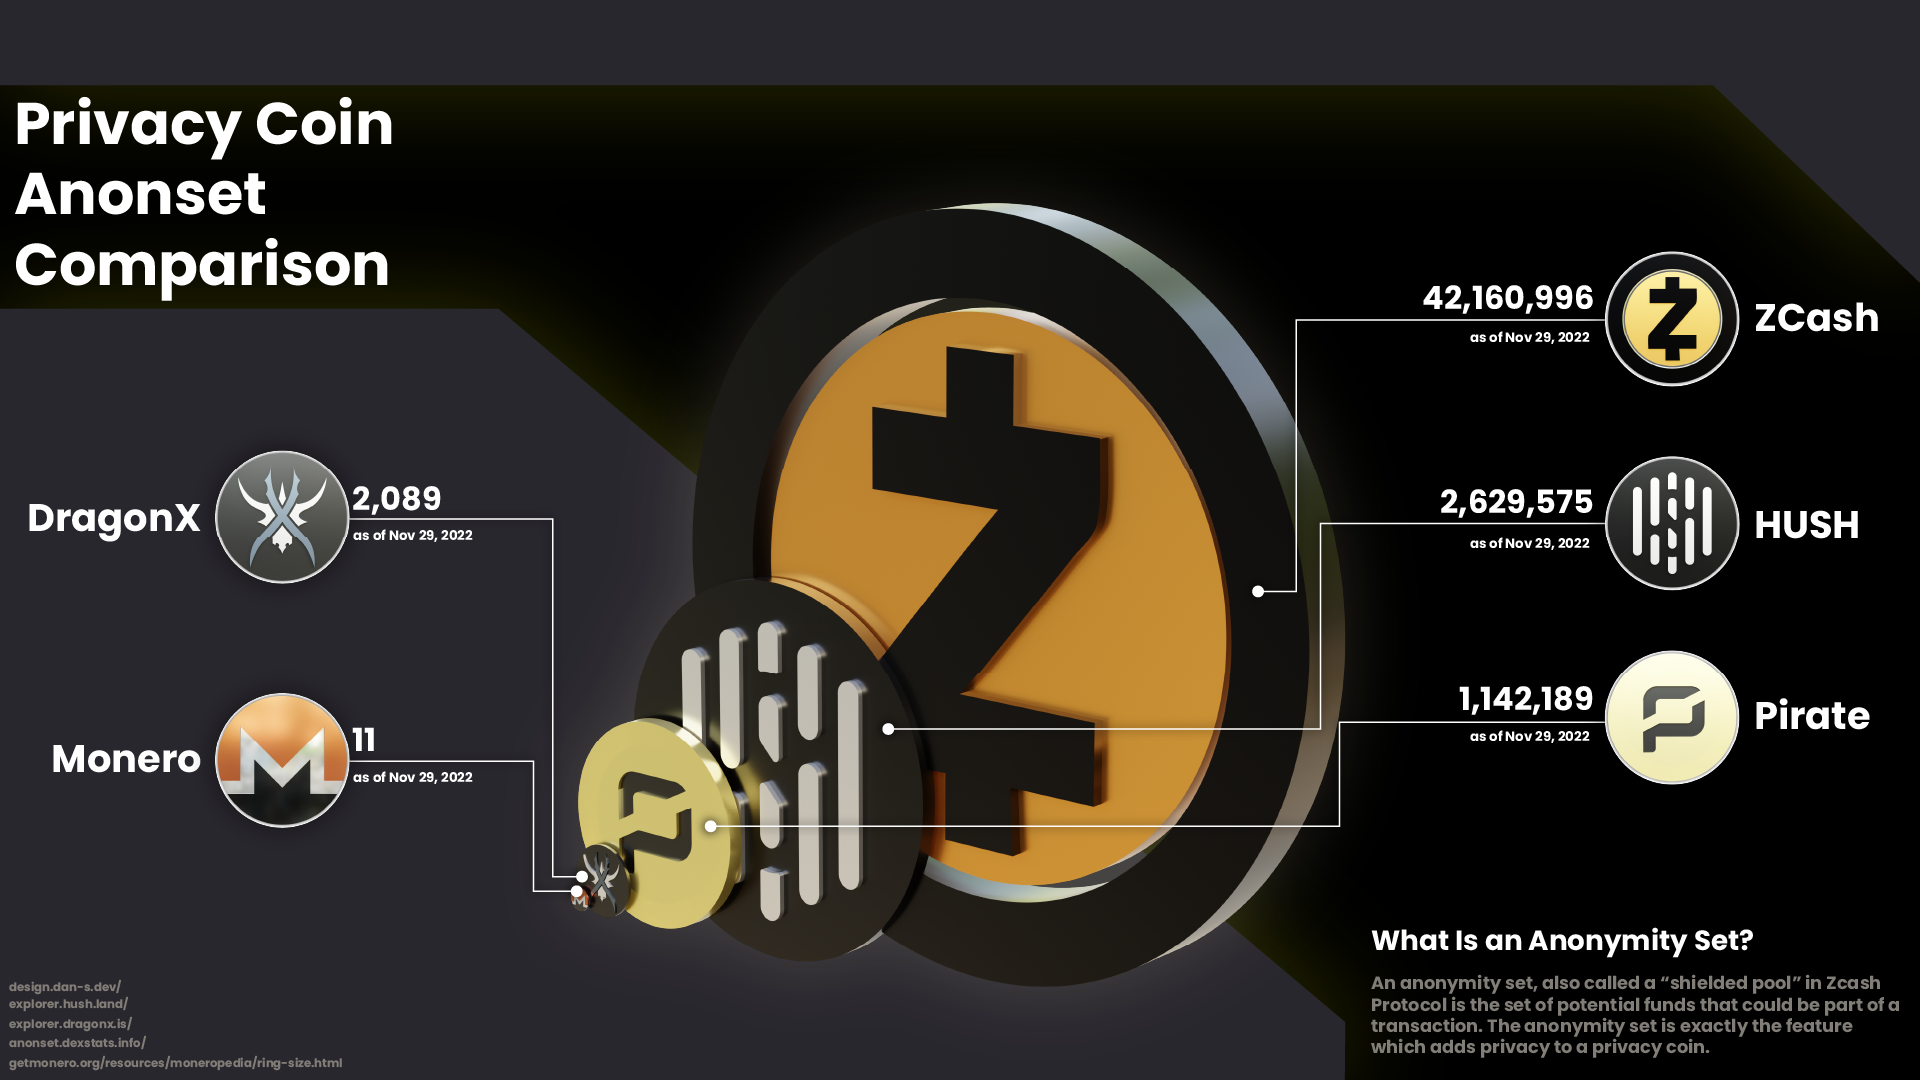 Privacy Coin
Anonset
Comparison
DragonX
2,089
as of Nov 29, 2022
Monero
11
as of Nov 29, 2022
42,160,996
as of Nov 29, 2022
ZCash
2,629,575
as of Nov 29, 2022
HUSH
1,142,189
as of Nov 29, 2022
Pirate
What Is an Anonymity Set?
An anonymity set, also called a “shielded pool” in Zcash
Protocol is the set of potential funds that could be part of a
transaction. The anonymity set is exactly the feature
which adds privacy to a privacy coin.
design.dan-s.dev/
explorer.hush.land/
explorer.dragonx.is/
anonset.dexstats.info/
getmonero.org/resources/moneropedia/ring-size.html